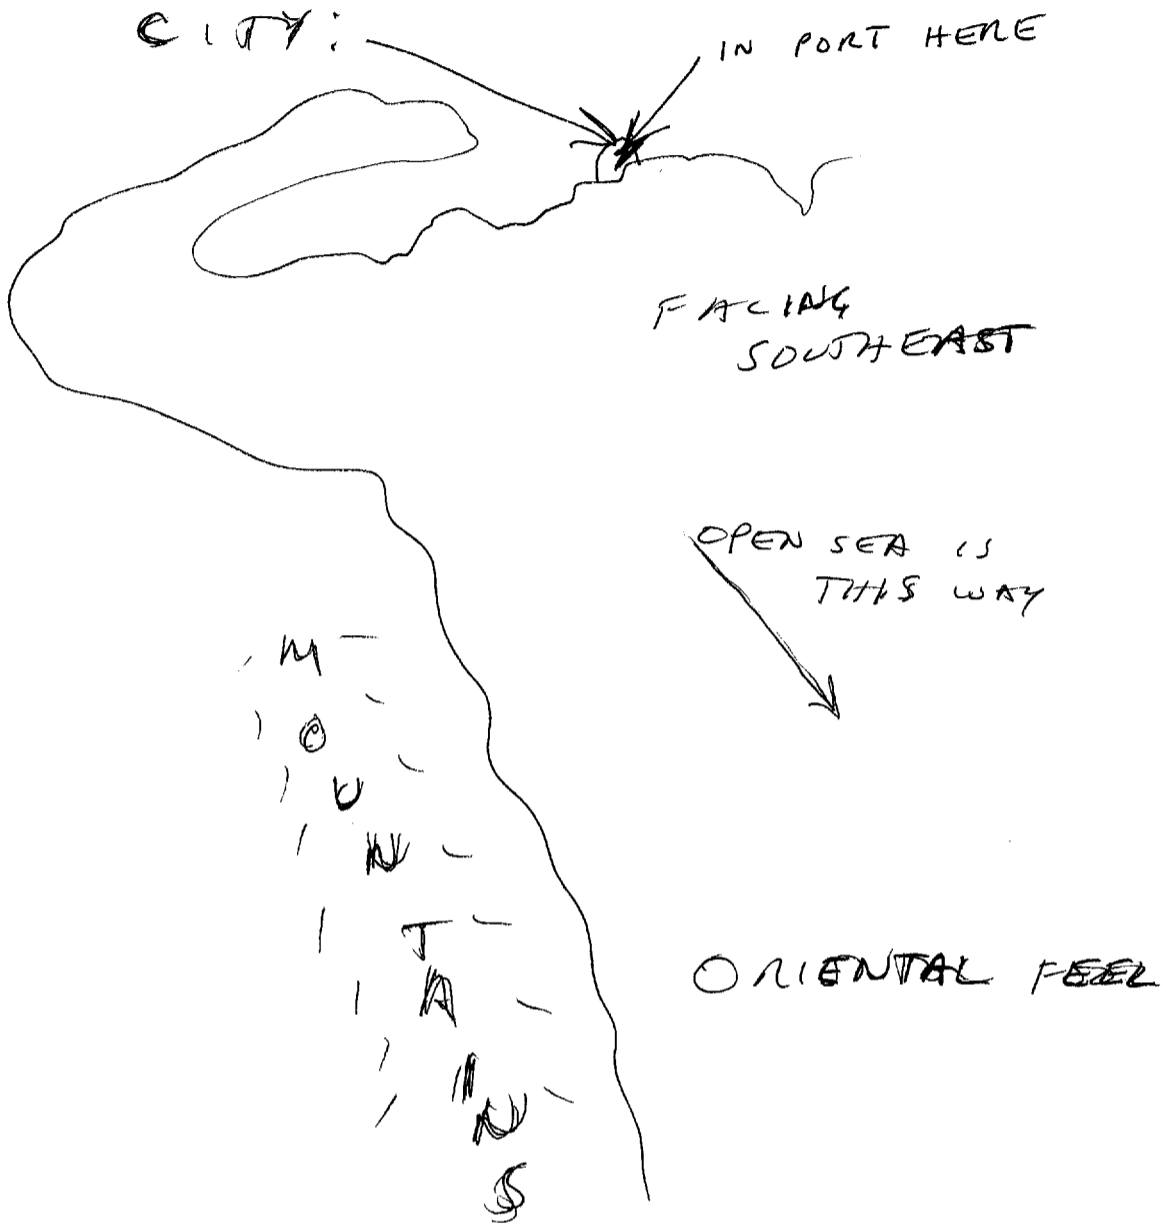 CITY:
IN PORT HERE
FACING
SOUTHEAST
OPEN SEA IS
THIS WAY
MOUNTAINS
ORIENTAL FEEL